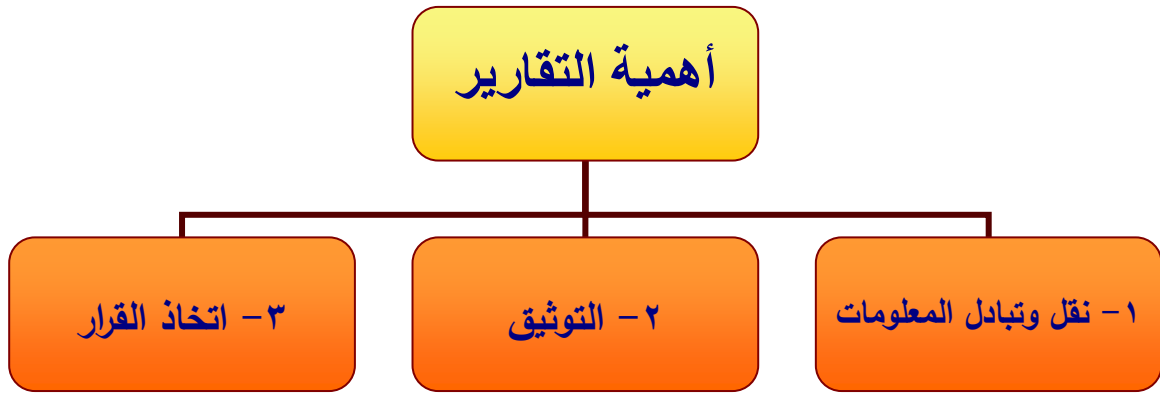 أهمية التقارير
١- نقل وتبادل المعلومات
٢- التوثيق
٣- اتخاذ القرار